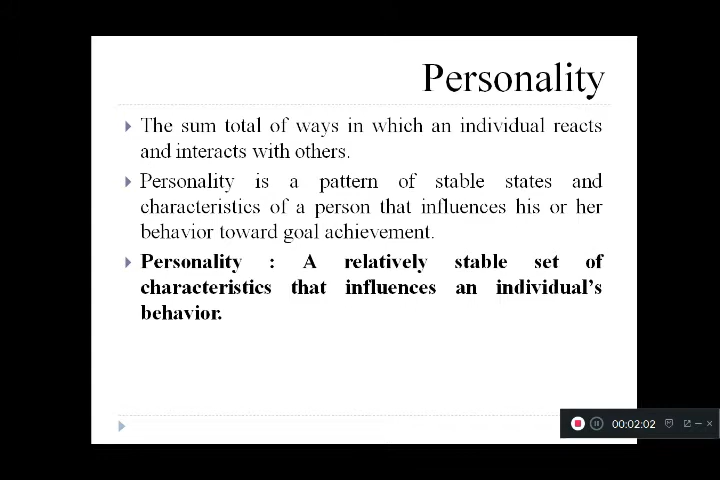 Personality
The sum total of ways in which an individual reacts
and interacts with others.
Personality is a pattern of stable states and
characteristics of a person that influences his or her
behavior toward goal achievement.
Personality : A relatively stable set of
characteristics that influences an individual's
behavior.
00:02:02